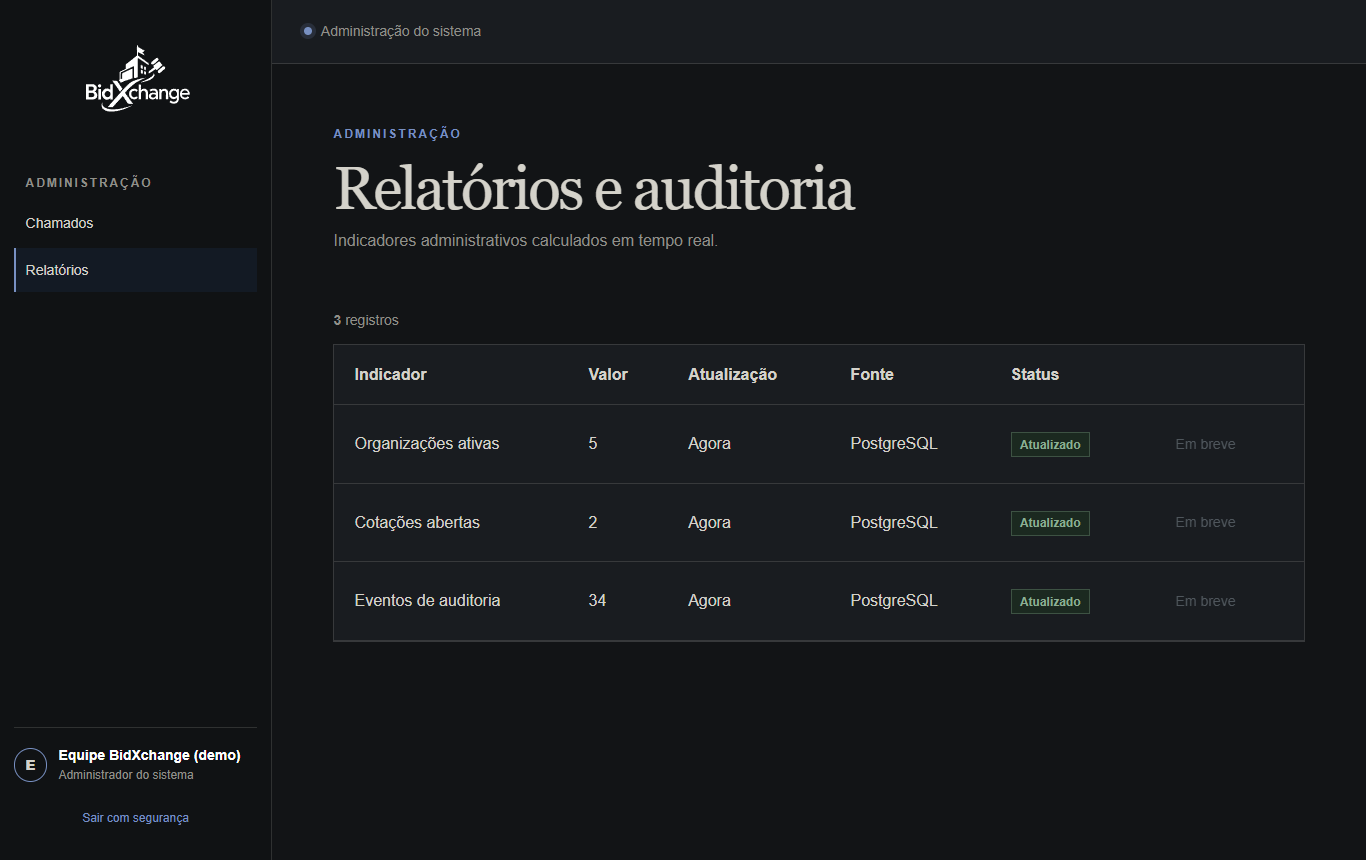 BidXchange
ADMINISTRAÇÃO
Chamados
Relatórios
Equipe BidXchange (demo)
E
Administrador do sistema
Sair com segurança
Administração do sistema
ADMINISTRAÇÃO
Relatórios e auditoria
Indicadores administrativos calculados em tempo real.
3 registros
Indicador Valor Atualização Fonte Status
Organizações ativas 5 Agora PostgreSQL Atualizado Em breve
Cotações abertas 2 Agora PostgreSQL Atualizado Em breve
Eventos de auditoria 34 Agora PostgreSQL Atualizado Em breve